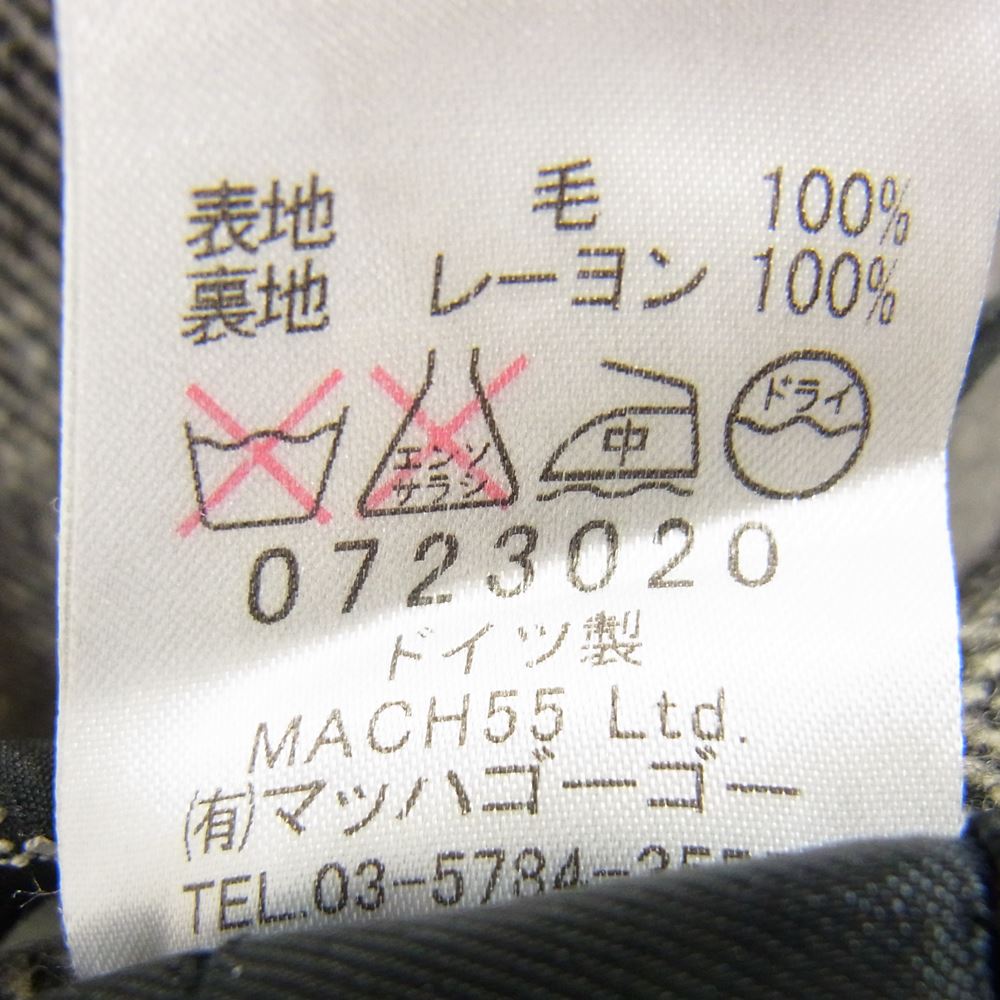 表地 毛 100%
裏地 レーヨン 100%
エンソ
サラシ
中
ドライ
0723020
ドイツ製
MACH55 Ltd.
(有)マッハゴーゴー
TEL.03-5784-